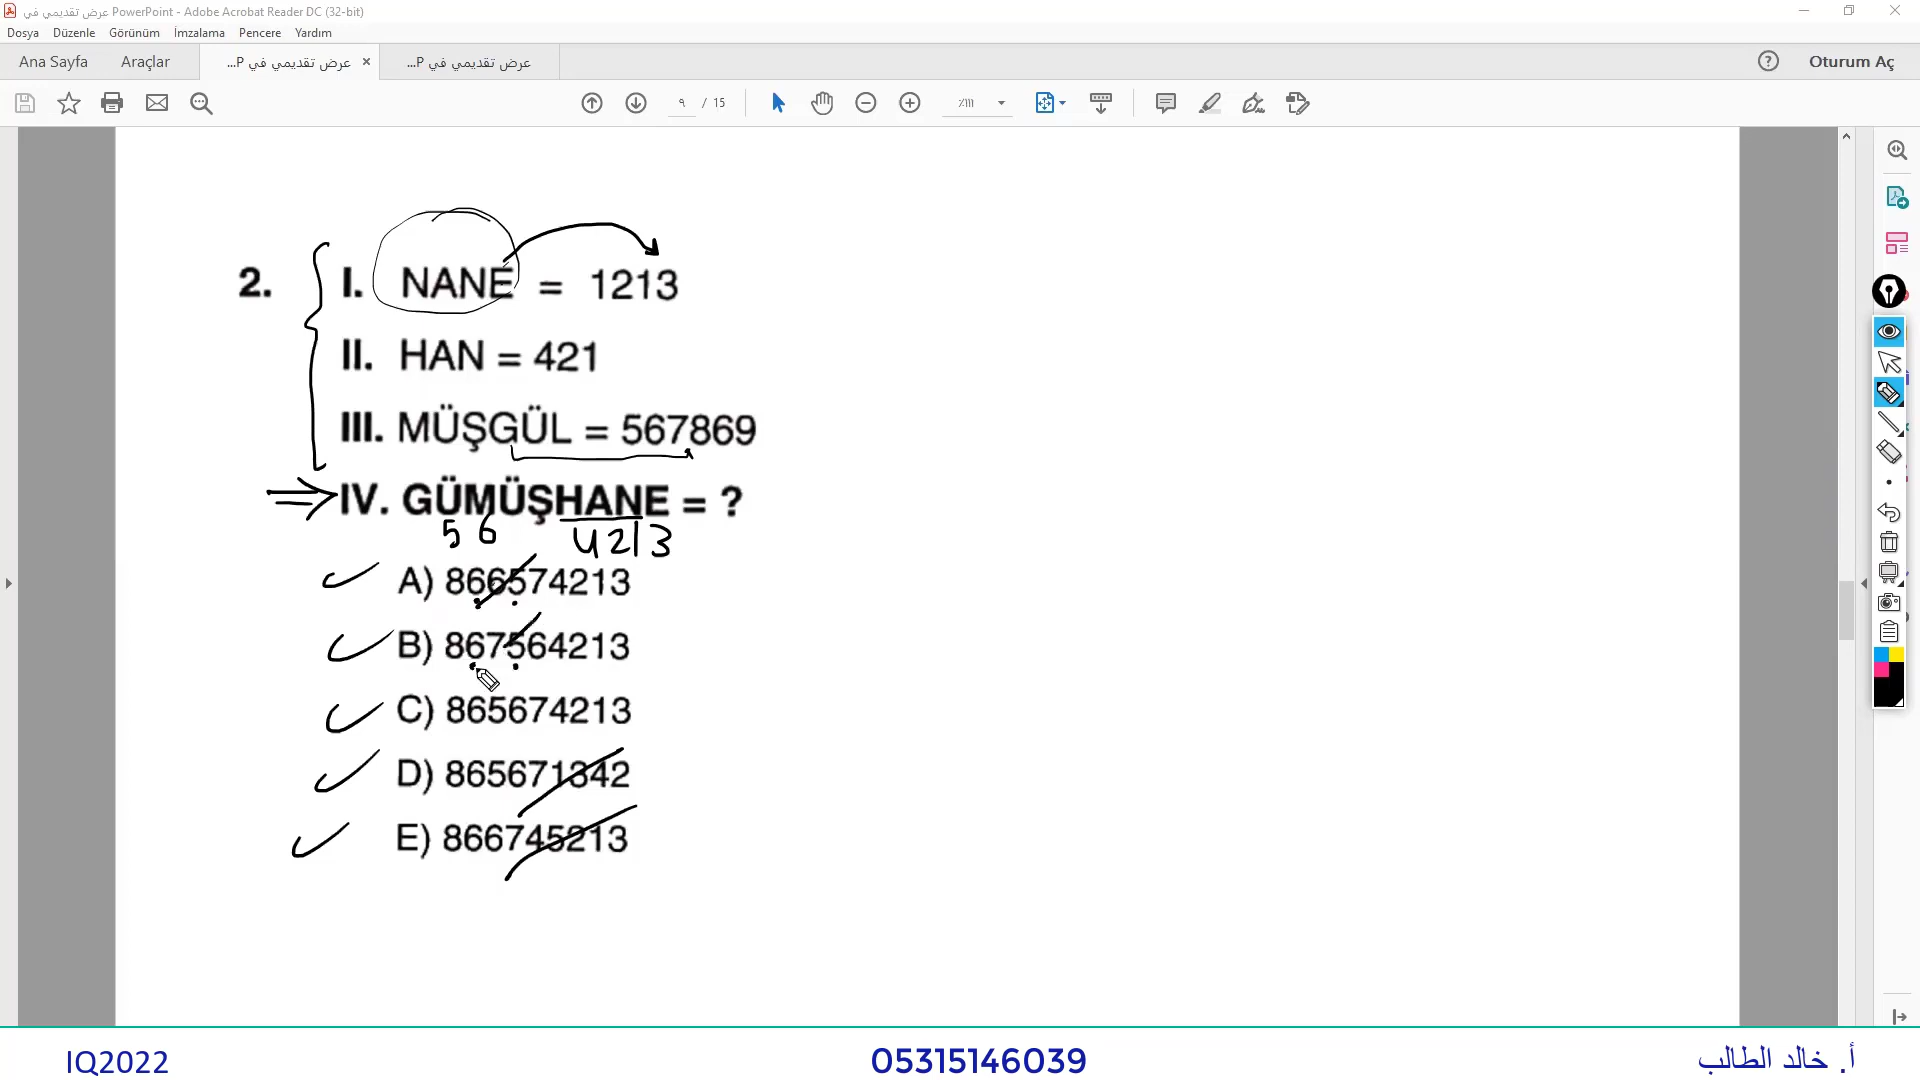 عرض تقديمي في PowerPoint - Adobe Acrobat Reader DC (32-bit)
Dosya Düzenle Görünüm İmzalama Pencere Yardım
Ana Sayfa Araçlar عرض تقديمي في P... × عرض تقديمي في P... Oturum Aç
٩ / 15 ٪١١١
2. I. NANE = 1213
II. HAN = 421
III. MÜŞGÜL = 567869
IV. GÜMÜŞHANE = ?
5 6 4213
A) 866574213
B) 867564213
C) 865674213
D) 865671342
E) 866745213
IQ2022 05315146039 أ. خالد الطالب